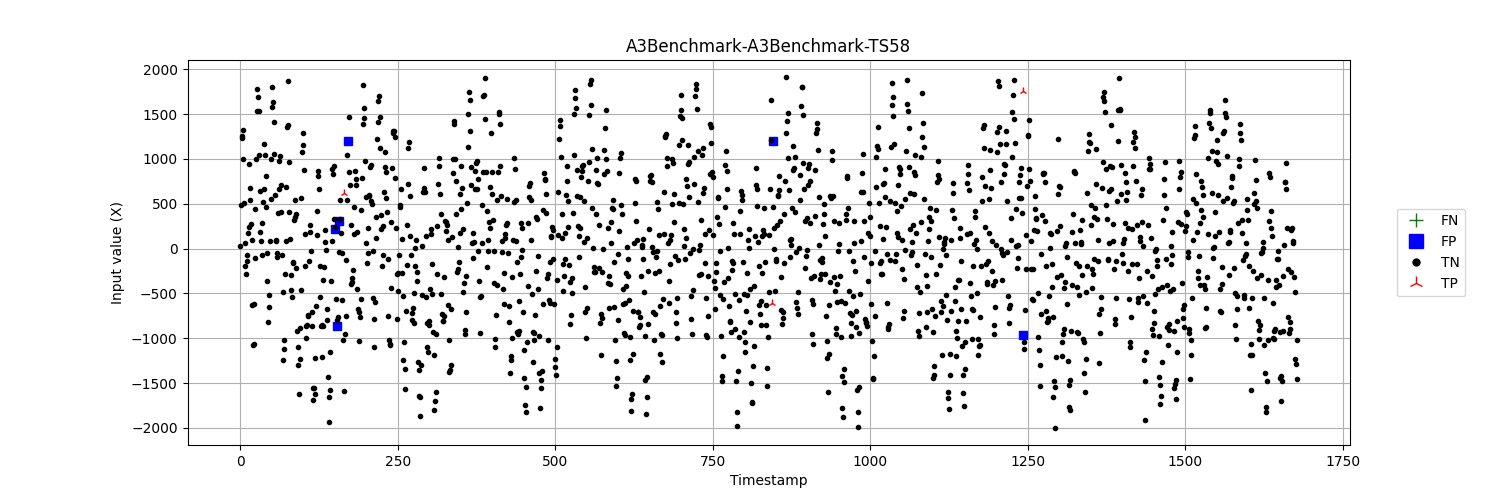 A3Benchmark-A3Benchmark-TS58
2000
1500
1000
500
0
−500
−1000
−1500
−2000
Input value (X)
0 250 500 750 1000 1250 1500 1750
Timestamp
FN
FP
TN
TP